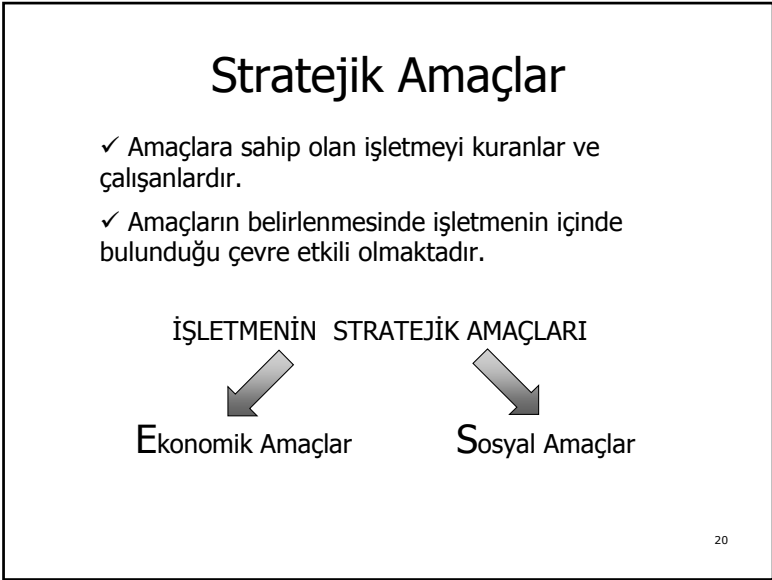 Stratejik Amaçlar
✓ Amaçlara sahip olan işletmeyi kuranlar ve
çalışanlardır.
✓ Amaçların belirlenmesinde işletmenin içinde
bulunduğu çevre etkili olmaktadır.
İŞLETMENİN STRATEJİK AMAÇLARI
Ekonomik Amaçlar Sosyal Amaçlar
20